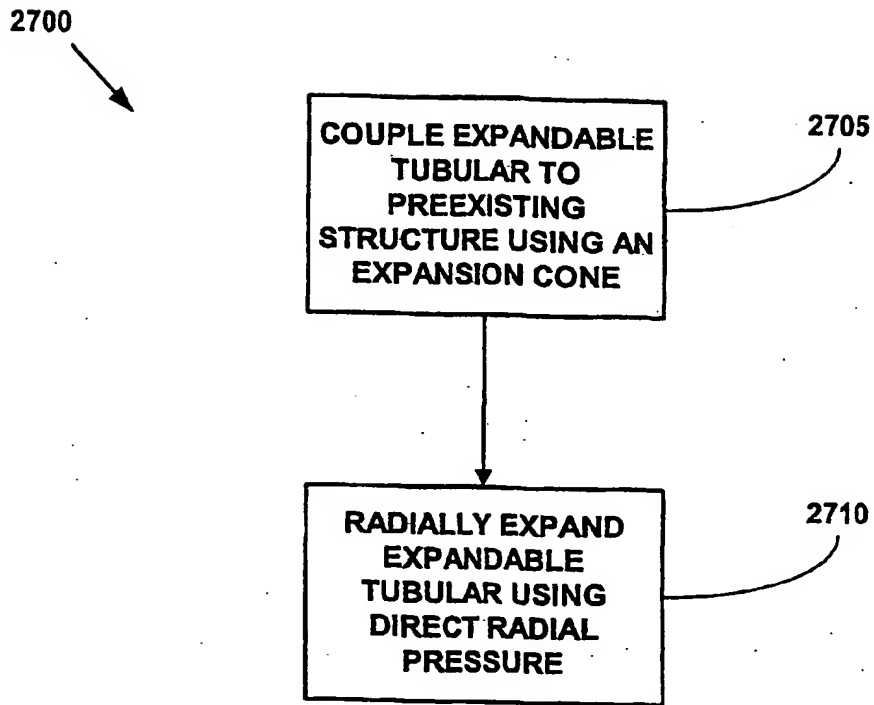 2700
COUPLE EXPANDABLE
TUBULAR TO
PREEXISTING
STRUCTURE USING AN
EXPANSION CONE
2705
RADIALLY EXPAND
EXPANDABLE
TUBULAR USING
DIRECT RADIAL
PRESSURE
2710